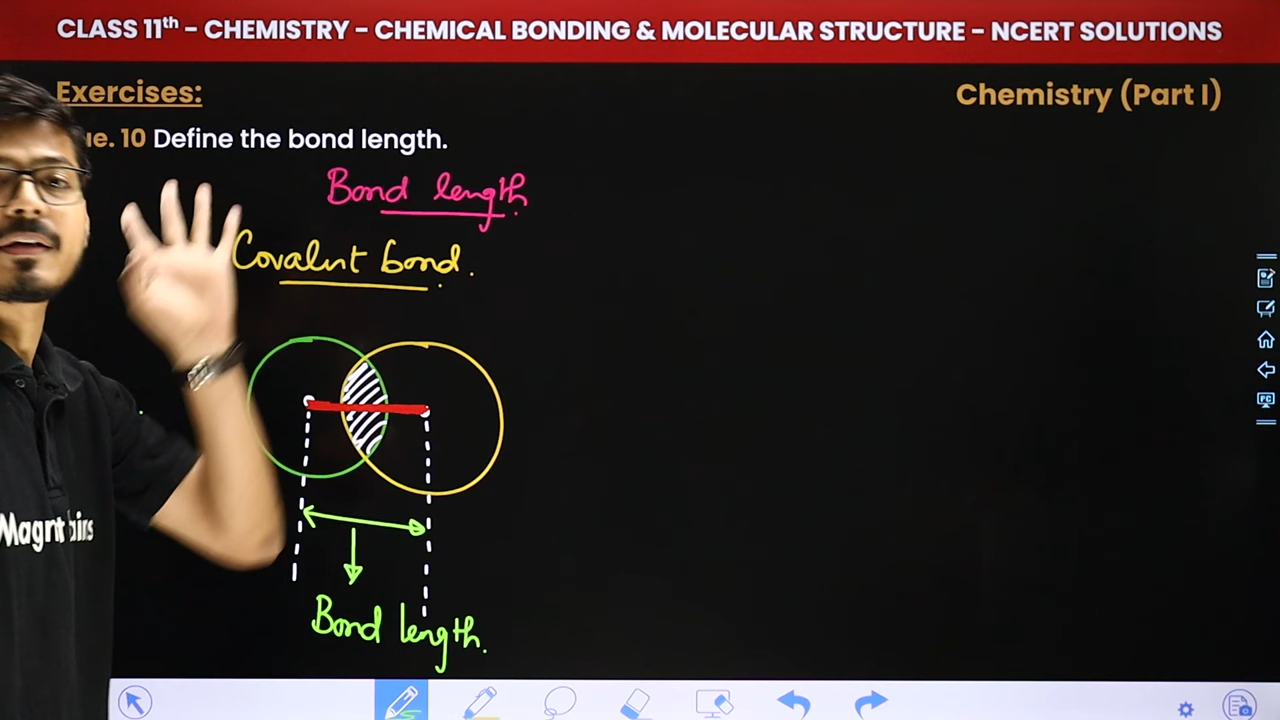 CLASS 11th – CHEMISTRY – CHEMICAL BONDING & MOLECULAR STRUCTURE – NCERT SOLUTIONS
Exercises:
Chemistry (Part I)
ue. 10 Define the bond length.
Bond length
Covalent bond.
Bond length.
PC